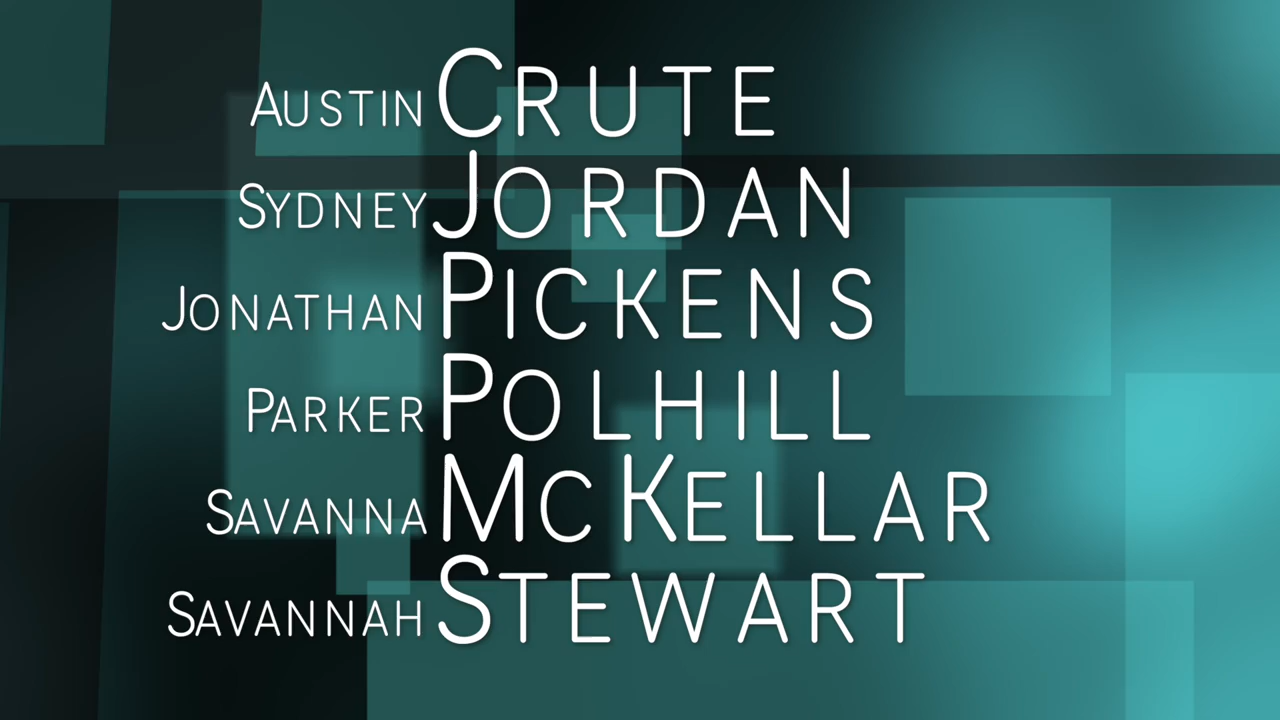 Austin Crute
Sydney Jordan
Jonathan Pickens
Parker Polhill
Savanna McKellar
Savannah Stewart